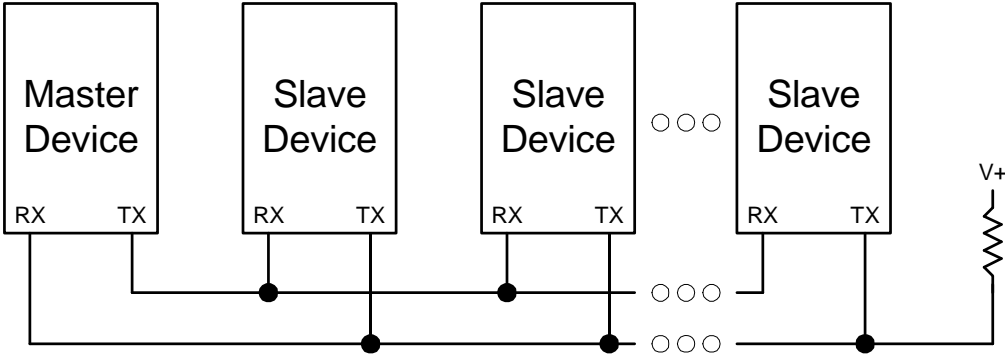 Master
Device
Slave
Device
Slave
Device
Slave
Device
V+
RX TX
RX TX
RX TX
RX TX